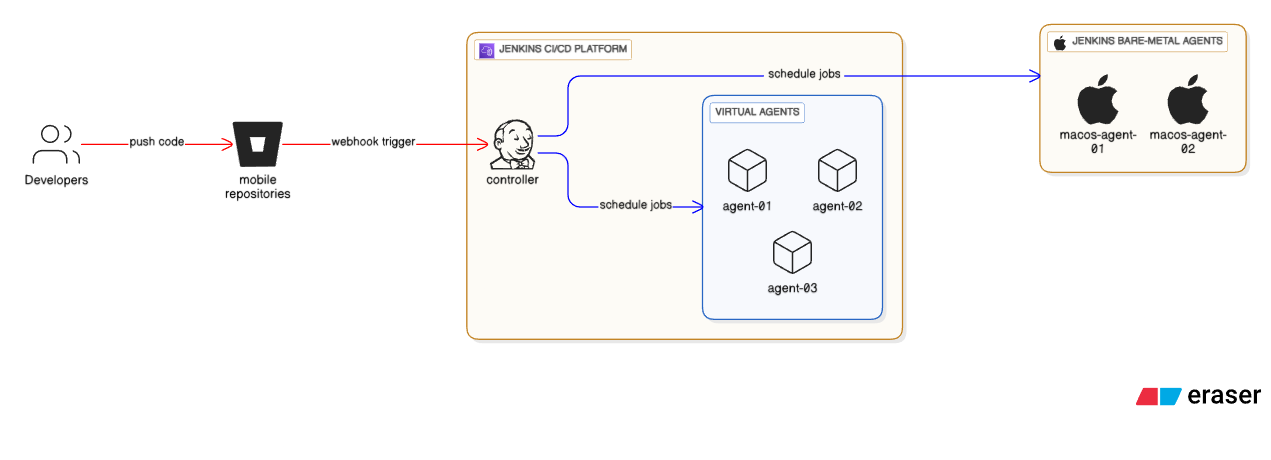 JENKINS CI/CD PLATFORM
JENKINS BARE-METAL AGENTS
schedule jobs
VIRTUAL AGENTS
push code
webhook trigger
Developers
mobile
repositories
controller
macos-agent-
01
macos-agent-
02
schedule jobs
agent-01
agent-02
agent-03
eraser